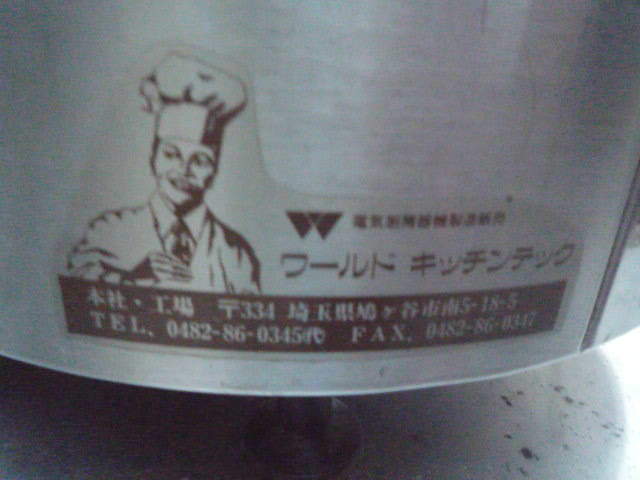 電気厨房器機製造販売
ワールド キッチンテック
本社・工場 〒334 埼玉県鳩ヶ谷市南5-18-5
TEL. 0482-86-0345代 FAX. 0482-86-0347